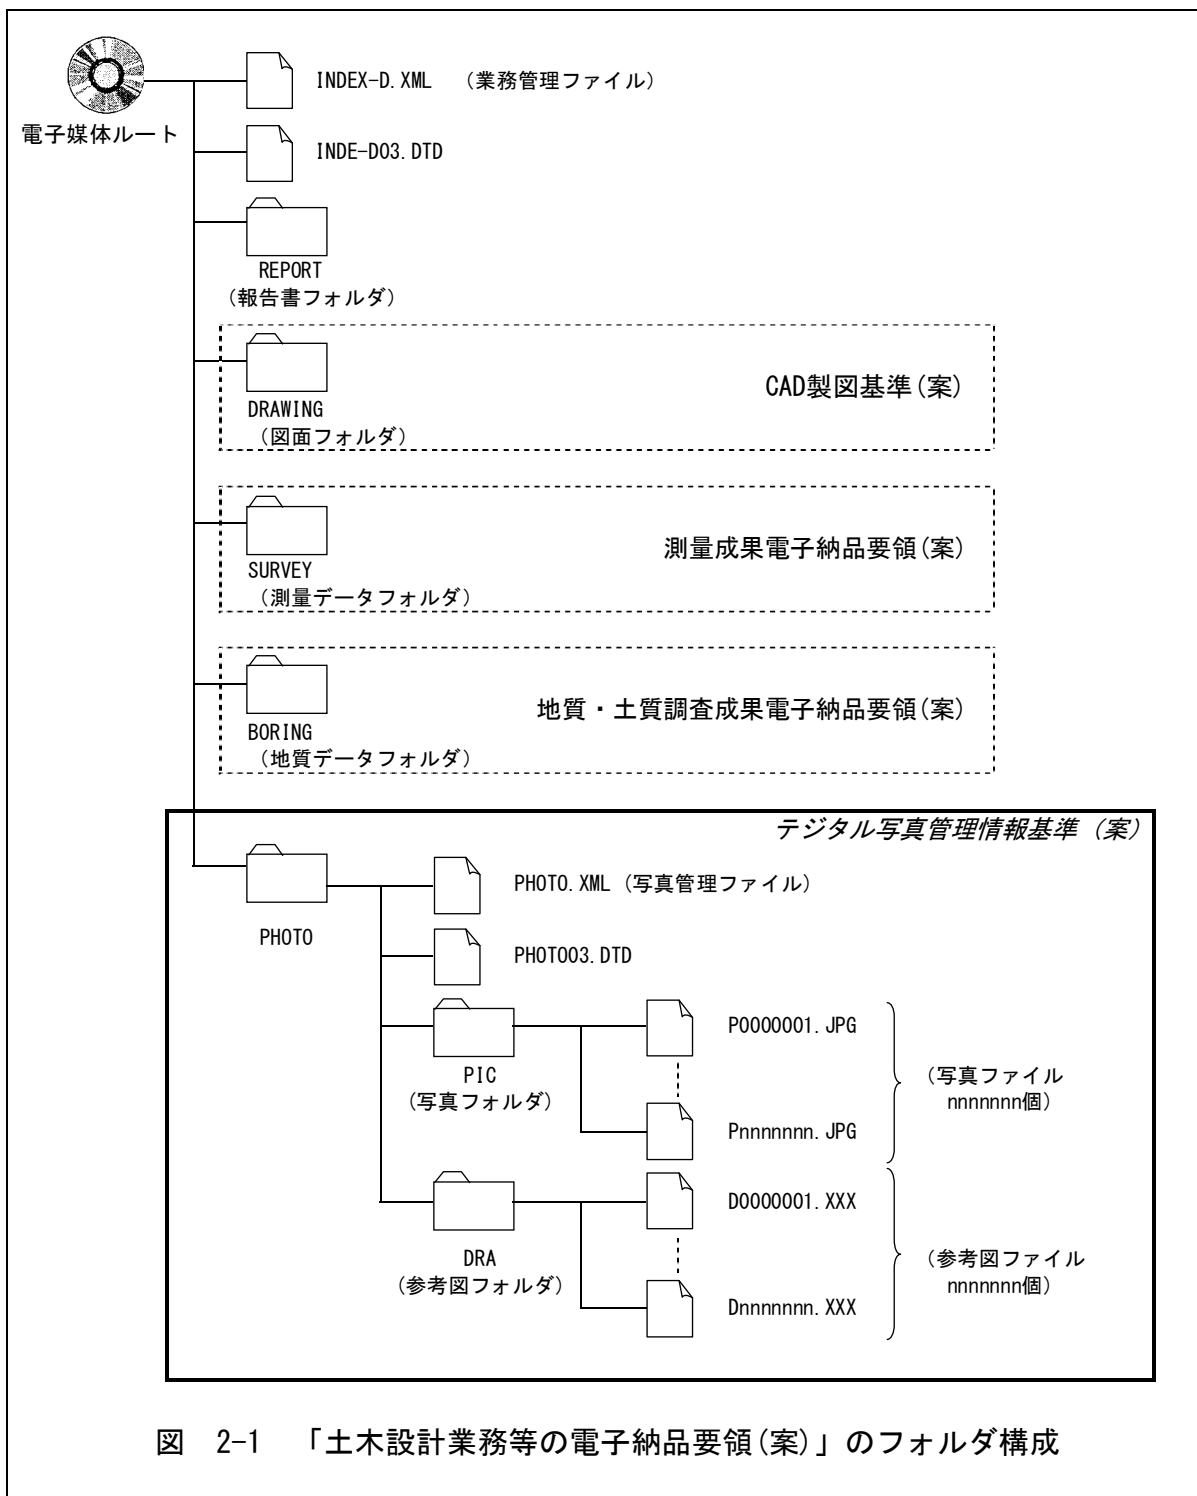 INDEX-D.XML （業務管理ファイル）
電子媒体ルート
INDE-D03.DTD
REPORT
（報告書フォルダ）
CAD製図基準(案)
DRAWING
（図面フォルダ）
測量成果電子納品要領(案)
SURVEY
（測量データフォルダ）
地質・土質調査成果電子納品要領(案)
BORING
（地質データフォルダ）
テジタル写真管理情報基準（案）
PHOTO.XML（写真管理ファイル）
PHOTO
PHOTO03.DTD
P0000001.JPG
PIC
（写真フォルダ）
（写真ファイル
nnnnnnn個）
Pnnnnnnn.JPG
D0000001.XXX
DRA
（参考図フォルダ）
（参考図ファイル
nnnnnnn個）
Dnnnnnnn.XXX
図 2-1 「土木設計業務等の電子納品要領(案)」のフォルダ構成